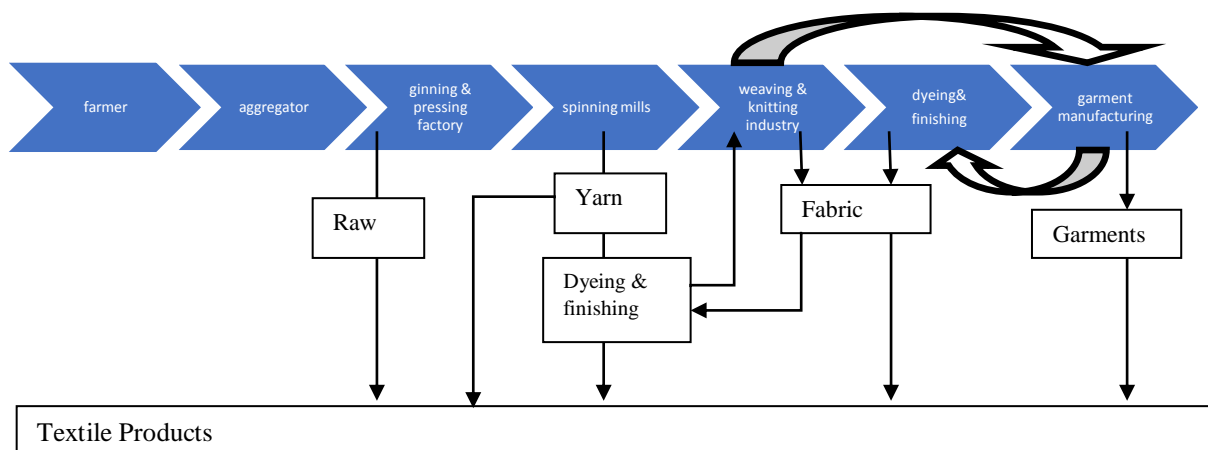 farmer
aggregator
ginning &
pressing
factory
spinning mills
weaving &
knitting
industry
dyeing&
finishing
garment
manufacturing
Raw
Yarn
Fabric
Garments
Dyeing &
finishing
Textile Products